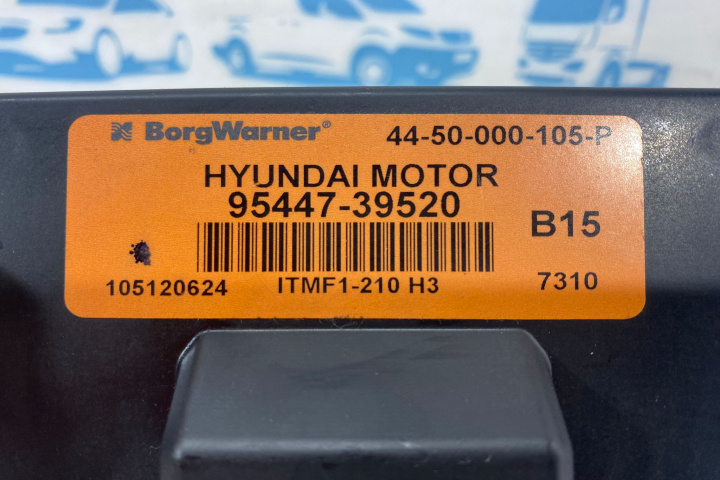 BorgWarner® 44-50-000-105-P
HYUNDAI MOTOR
95447-39520
B15
105120624 ITMF1-210 H3 7310